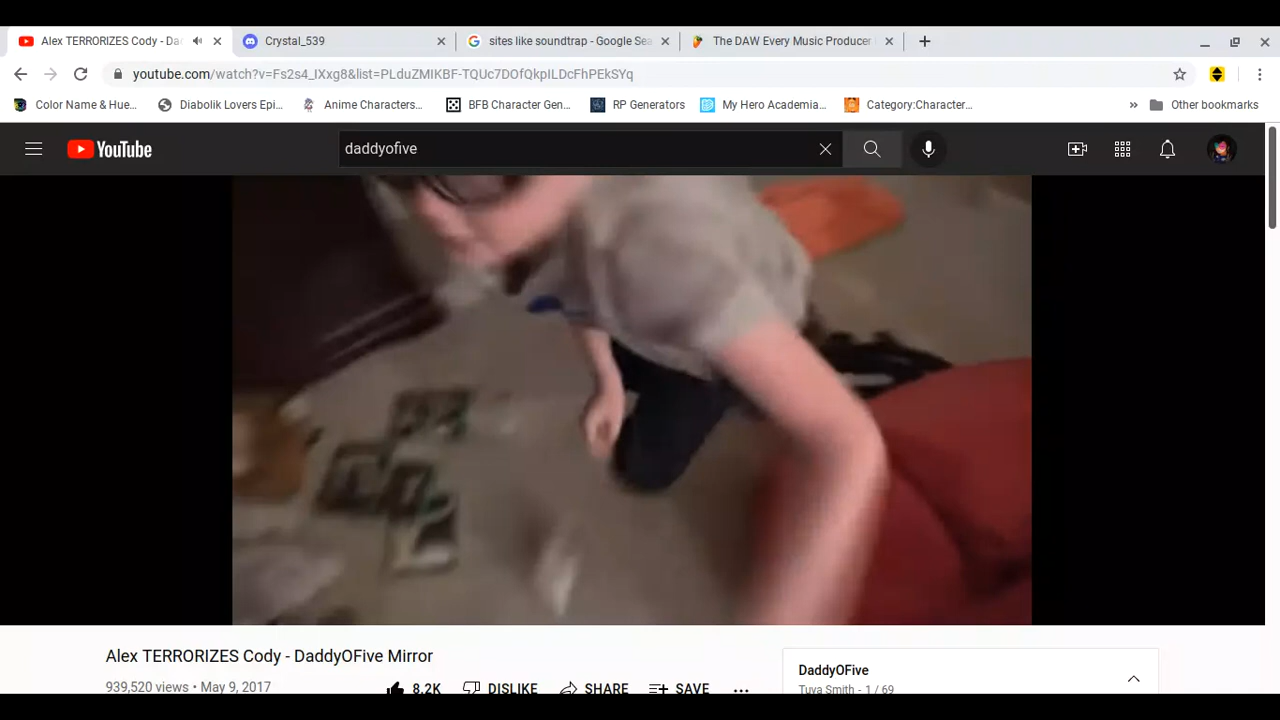 Alex TERRORIZES Cody - Da
Crystal_539
sites like soundtrap - Google Sea
The DAW Every Music Producer
youtube.com/watch?v=Fs2s4_IXxg8&list=PLduZMIKBF-TQUc7DOfQkpILDcFhPEkSYq
Color Name & Hue...
Diabolik Lovers Epi...
Anime Characters...
BFB Character Gen...
RP Generators
My Hero Academia...
Category:Character...
» Other bookmarks
YouTube
daddyofive
Alex TERRORIZES Cody - DaddyOFive Mirror
939,520 views • May 9, 2017
8.2K
DISLIKE
SHARE
SAVE
DaddyOFive
Tuva Smith - 1 / 69